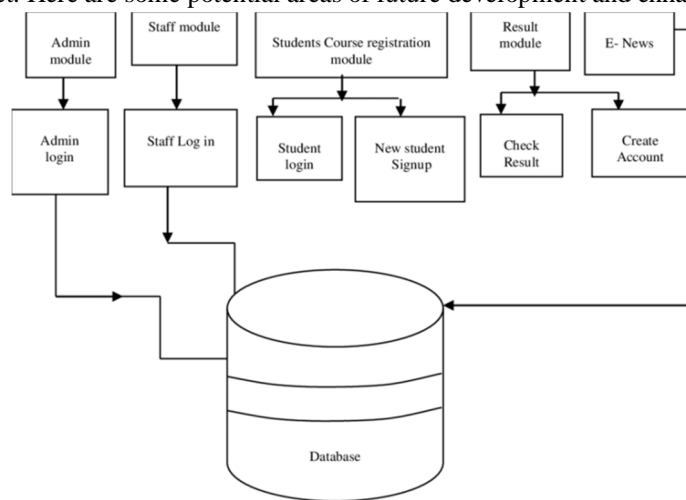 Here are some potential areas of future development and
Admin
module
Staff module
Students Course registration
module
Result
module
E- News
Admin
login
Staff Log in
Student
login
New student
Signup
Check
Result
Create
Account
Database